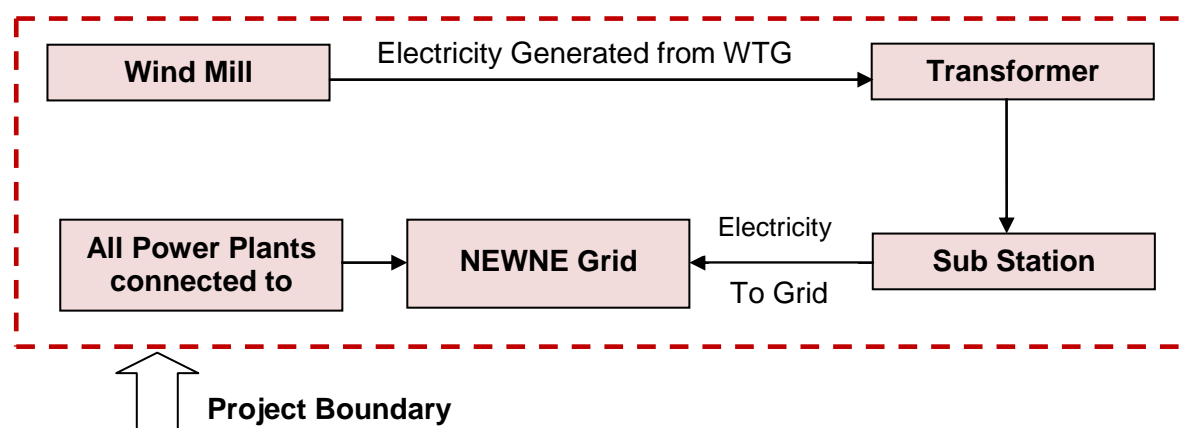 Wind Mill
Electricity Generated from WTG
Transformer
All Power Plants
connected to
NEWNE Grid
Electricity
To Grid
Sub Station
Project Boundary